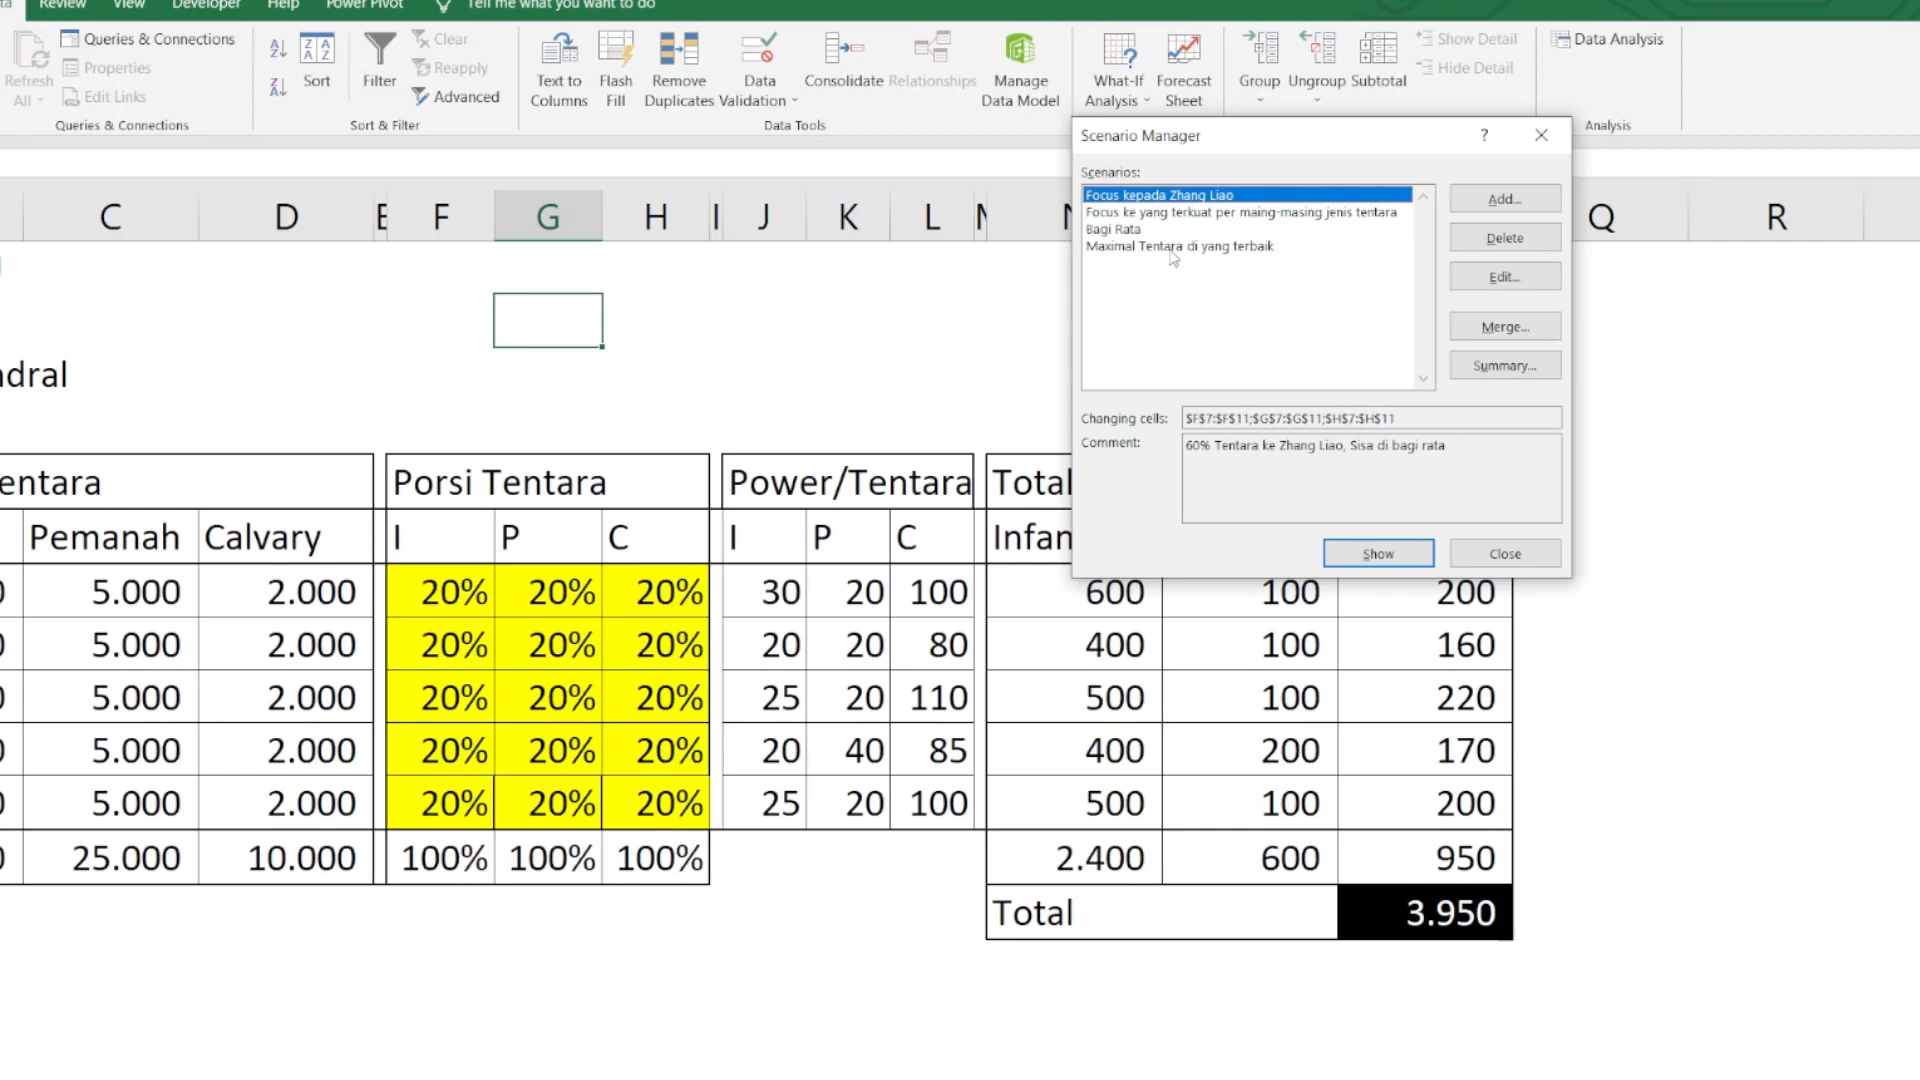 Review View Developer Help Power Pivot Tell me what you want to do
Refresh All
Queries & Connections
Properties
Edit Links
Queries & Connections
Sort
Filter
Clear
Reapply
Advanced
Sort & Filter
Text to Columns
Flash Fill
Remove Duplicates
Data Validation
Consolidate
Relationships
Manage Data Model
Data Tools
What-If Analysis
Forecast Sheet
Group
Ungroup
Subtotal
Show Detail
Hide Detail
Data Analysis
Analysis
Scenario Manager ?
Scenarios:
Focus kepada Zhang Liao
Focus ke yang terkuat per maing-masing jenis tentara
Bagi Rata
Maximal Tentara di yang terbaik
Add...
Delete
Edit...
Merge...
Summary...
Changing cells: $F$7:$F$11;$G$7:$G$11;$H$7:$H$11
Comment: 60% Tentara ke Zhang Liao, Sisa di bagi rata
Show Close
C D E F G H I J K L Q R
ndral
entara Porsi Tentara Power/Tentara Total
Pemanah Calvary I P C I P C Infan
5.000 2.000 20% 20% 20% 30 20 100 600 100 200
5.000 2.000 20% 20% 20% 20 20 80 400 100 160
5.000 2.000 20% 20% 20% 25 20 110 500 100 220
5.000 2.000 20% 20% 20% 20 40 85 400 200 170
5.000 2.000 20% 20% 20% 25 20 100 500 100 200
25.000 10.000 100% 100% 100% 2.400 600 950
Total 3.950